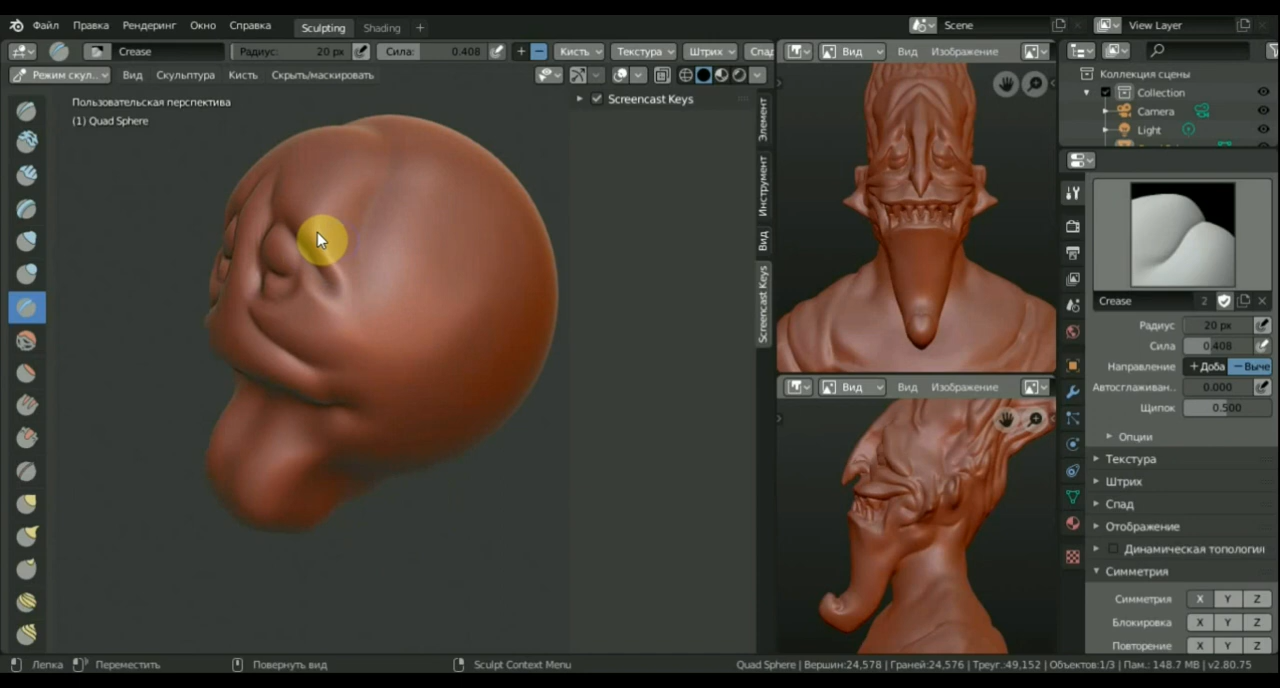 Файл Правка Рендеринг Окно Справка Sculpting Shading + Scene View Layer
Crease Радиус: 20 px Сила: 0.408 Кисть Текстура Штрих Спад
Режим скул.. Вид Скульптура Кисть Скрыть/маскировать
Пользовательская перспектива
(1) Quad Sphere
Screencast Keys
Элемент
Инструмент
Вид
Screencast Keys
Вид Вид Изображение
Вид Вид Изображение
Коллекция сцены
Collection
Camera
Light
Crease 2
Радиус 20 px
Сила 0.408
Направление +Доба −Выче
Автосглаживан.. 0.000
Щипок 0.500
Опции
Текстура
Штрих
Спад
Отображение
Динамическая топология
Симметрия
Симметрия X Y Z
Блокировка X Y Z
Повторение X Y Z
Лепка Переместить Повернуть вид Sculpt Context Menu Quad Sphere | Вершин:24,578 | Граней:24,576 | Треуг.:49,152 | Объектов:1/3 | Пам.: 148.7 MB | v2.80.75